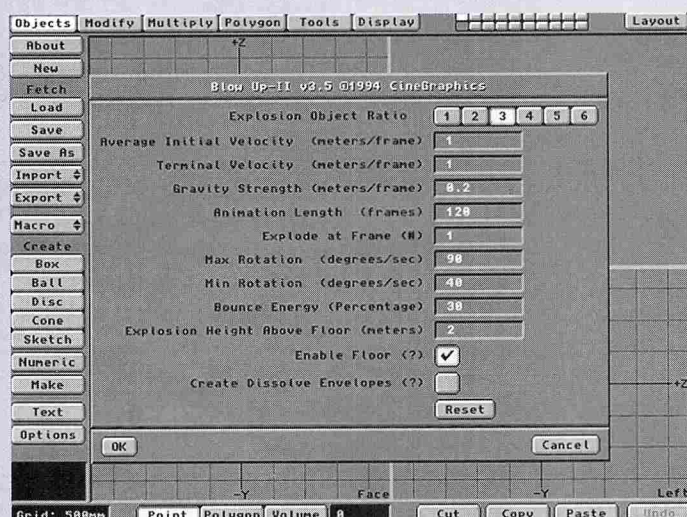 Objects Modify Multiply Polygon Tools Display Layout
About
New
Fetch
Load
Save
Save As
Import
Export
Macro
Create
Box
Ball
Disc
Cone
Sketch
Numeric
Make
Text
Options
+Z
Blow Up-II v3.5 ©1994 CineGraphics
Explosion Object Ratio 1 2 3 4 5 6
Average Initial Velocity (meters/frame) 1
Terminal Velocity (meters/frame) 1
Gravity Strength (meters/frame) 0.2
Animation Length (frames) 120
Explode at Frame (#) 1
Max Rotation (degrees/sec) 90
Min Rotation (degrees/sec) 40
Bounce Energy (Percentage) 30
Explosion Height Above Floor (meters) 2
Enable Floor (?)
Create Dissolve Envelopes (?)
Reset
OK Cancel
+Z
-Y Face -Y Left
Grid: 500mm Point Polygon Volume 0 Cut Copy Paste Undo